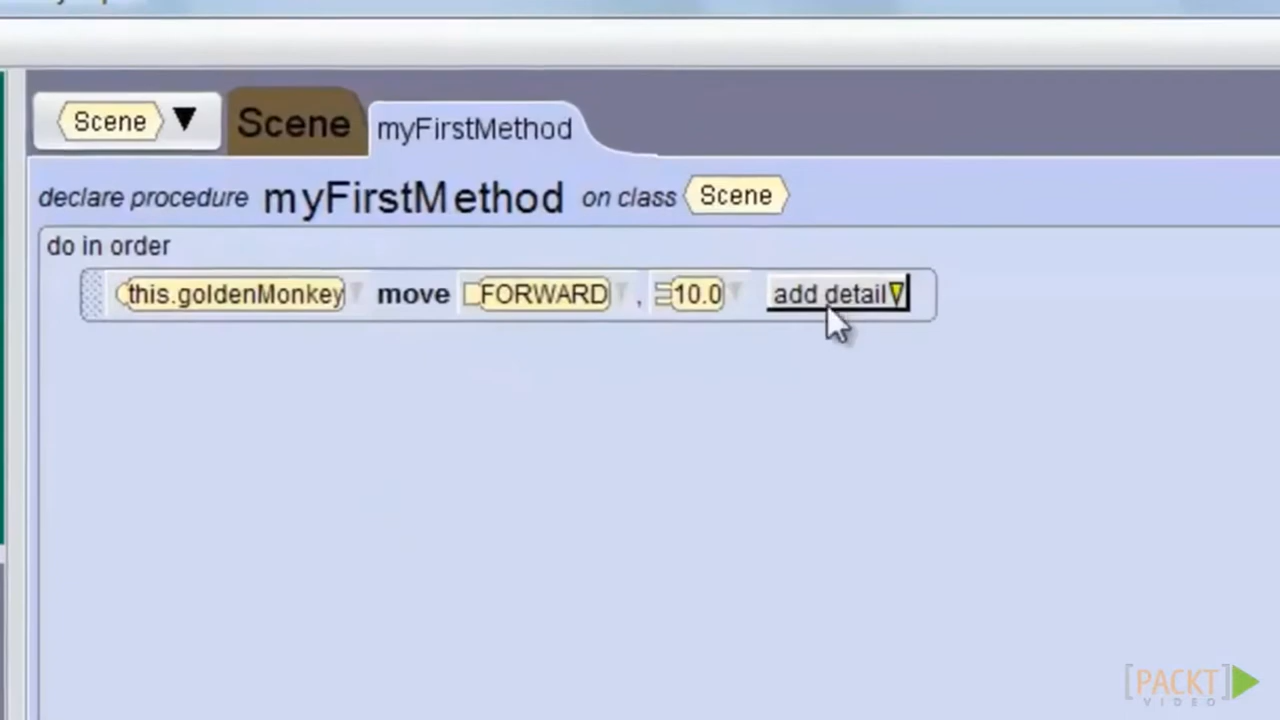 Scene Scene myFirstMethod
declare procedure myFirstMethod on class Scene
do in order
this.goldenMonkey move FORWARD , 10.0 add detail
[PACKT]
VIDEO